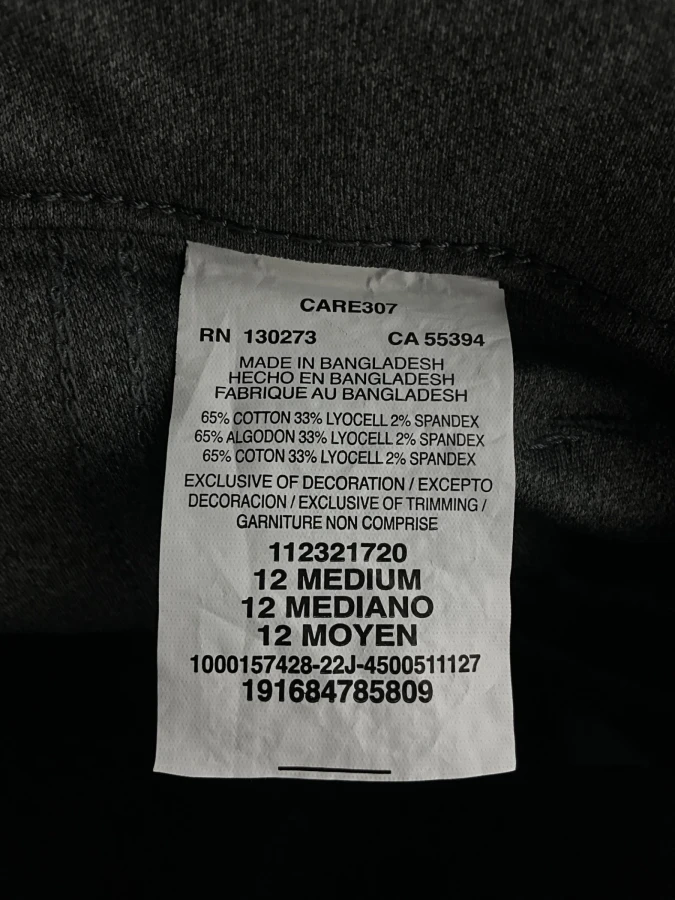 CARE307
RN 130273 CA 55394
MADE IN BANGLADESH
HECHO EN BANGLADESH
FABRIQUE AU BANGLADESH
65% COTTON 33% LYOCELL 2% SPANDEX
65% ALGODON 33% LYOCELL 2% SPANDEX
65% COTON 33% LYOCELL 2% SPANDEX
EXCLUSIVE OF DECORATION / EXCEPTO
DECORACION / EXCLUSIVE OF TRIMMING /
GARNITURE NON COMPRISE
112321720
12 MEDIUM
12 MEDIANO
12 MOYEN
1000157428-22J-4500511127
191684785809